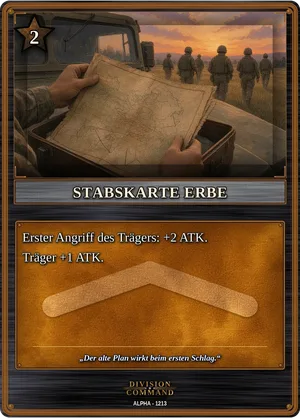 2
STABSKARTE ERBE
Erster Angriff des Trägers: +2 ATK.
Träger +1 ATK.
„Der alte Plan wirkt beim ersten Schlag.“
DIVISION
COMMAND
ALPHA - 1213